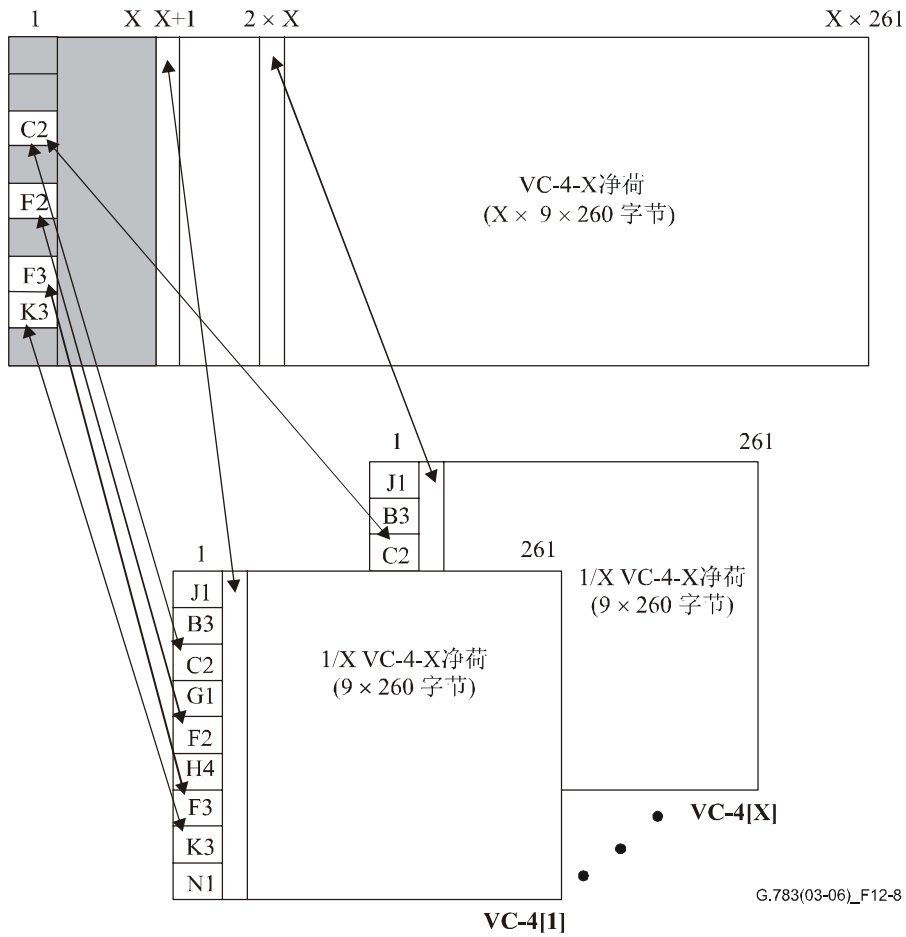 1 X X+1 2 × X X × 261
C2
F2
F3
K3
VC-4-X净荷
(X × 9 × 260 字节)
1 261
J1
B3
C2
1/X VC-4-X净荷
(9 × 260 字节)
VC-4[X]
1 261
J1
B3
C2
G1
F2
H4
F3
K3
N1
1/X VC-4-X净荷
(9 × 260 字节)
VC-4[1]
G.783(03-06)_F12-8